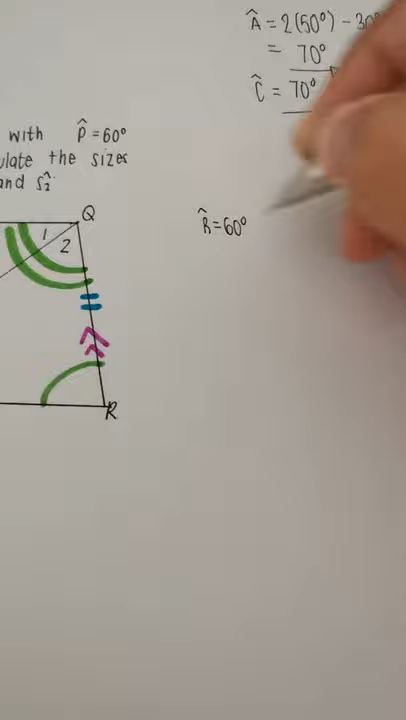 Â = 2(50°) - 30°
= 70°
Ĉ = 70°
with P̂ = 60°
ulate the sizes
and Ŝ2
Q
1
2
R̂ = 60°
R